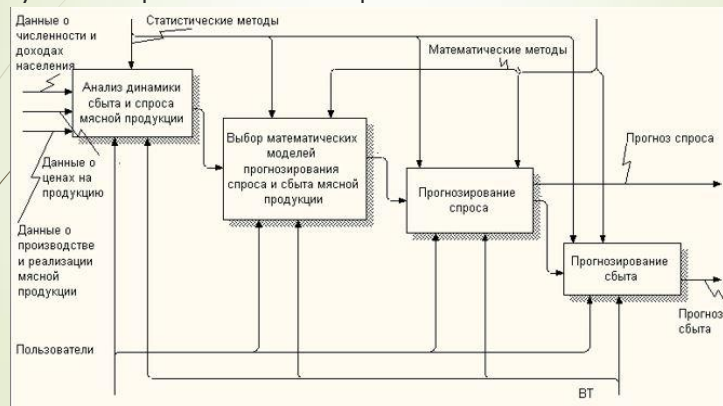 Данные о
численности и
доходах
населения
Статистические методы
Математические методы
Анализ динамики
сбыта и спроса
мясной продукции
Выбор математических
моделей
прогнозирования
спроса и сбыта мясной
продукции
Прогноз спроса
Данные о
ценах на
продукцию
Прогнозирование
спроса
Данные о
производстве
и реализации
мясной
продукции
Прогнозирование
сбыта
Прогноз
сбыта
Пользователи
ВТ